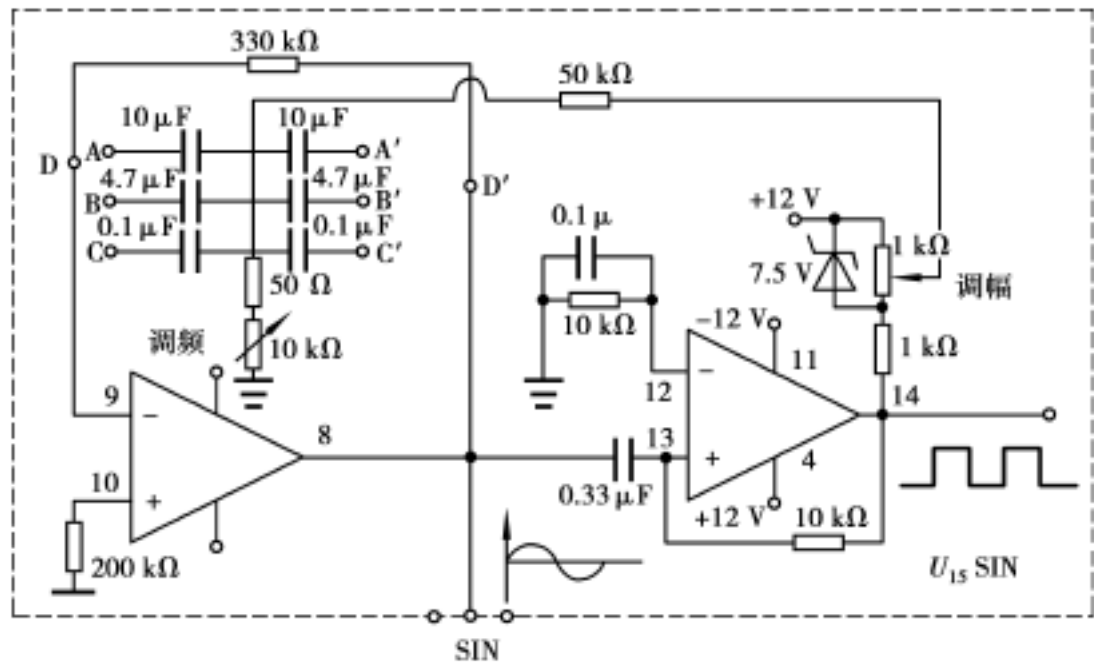 330 kΩ
50 kΩ
10 μF 10 μF
D A A′
4.7 μF 4.7 μF
B B′ D′
0.1 μF 0.1 μF
C C′
+12 V
0.1 μ
1 kΩ
50 Ω
7.5 V
调幅
10 kΩ
调频
10 kΩ
−12 V
11
1 kΩ
9
−
12
−
14
8
13
10
+
+
4
0.33 μF
+12 V
10 kΩ
200 kΩ
U₁₅ SIN
SIN